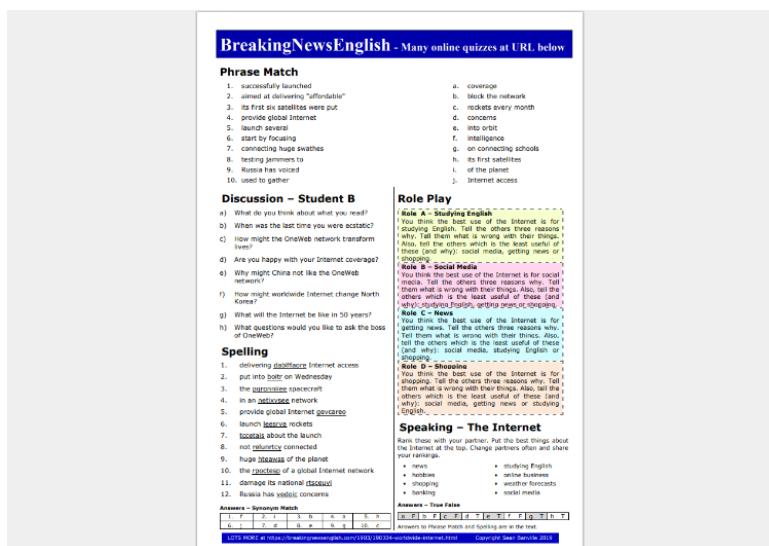 BreakingNewsEnglish - Many online quizzes at URL below
Phrase Match
1. successfully launched
2. aimed at delivering "affordable"
3. its first six satellites were put
4. provide global Internet
5. launch several
6. start by focusing
7. connecting huge swathes
8. testing jammers to
9. Russia has voiced
10. used to gather
a. coverage
b. block the network
c. rockets every month
d. concerns
e. into orbit
f. intelligence
g. on connecting schools
h. its first satellites
i. of the planet
j. Internet access
Discussion – Student B
a) What do you think about what you read?
b) When was the last time you were ecstatic?
c) How might the OneWeb network transform
lives?
d) Are you happy with your Internet coverage?
e) Why might China not like the OneWeb
network?
f) How might worldwide Internet change North
Korea?
g) What will the Internet be like in 50 years?
h) What questions would you like to ask the boss
of OneWeb?
Spelling
1. delivering Internet access
2. put into on Wednesday
3. the spacecraft
4. in an network
5. provide global Internet
6. launch rockets
7. about the launch
8. not connected
9. huge of the planet
10. the of a global Internet network
11. damage its national
12. Russia has concerns
Answers – Synonym Match
1. f 2. i 3. b 4. a 5. h
6. j 7. d 8. e 9. g 10. c
Role Play
Role A – Studying English
You think the best use of the Internet is for
studying English. Tell the others three reasons
why. Tell them what is wrong with their things.
Also, tell the others which is the least useful of
these (and why): social media, getting news or
shopping.
Role B – Social Media
You think the best use of the Internet is for social
media. Tell the others three reasons why. Tell
them what is wrong with their things. Also, tell the
others which is the least useful of these (and
why): studying English, getting news or shopping.
Role C – News
You think the best use of the Internet is for
getting news. Tell the others three reasons why.
Tell them what is wrong with their things. Also,
tell the others which is the least useful of these
(and why): social media, studying English or
shopping.
Role D – Shopping
You think the best use of the Internet is for
shopping. Tell the others three reasons why. Tell
them what is wrong with their things. Also, tell the
others which is the least useful of these (and
why): social media, getting news or studying
English.
Speaking – The Internet
Rank these with your partner. Put the best things about
the Internet at the top. Change partners often and share
your rankings.
• news
• hobbies
• shopping
• banking
• studying English
• online business
• weather forecasts
• social media
Answers – True False
a F b F c F d T e T f F g T h T
Answers to Phrase Match and Spelling are in the text.
LOTS MORE at https://breakingnewsenglish.com/1903/190304-worldwide-internet.html Copyright Sean Banville 2019